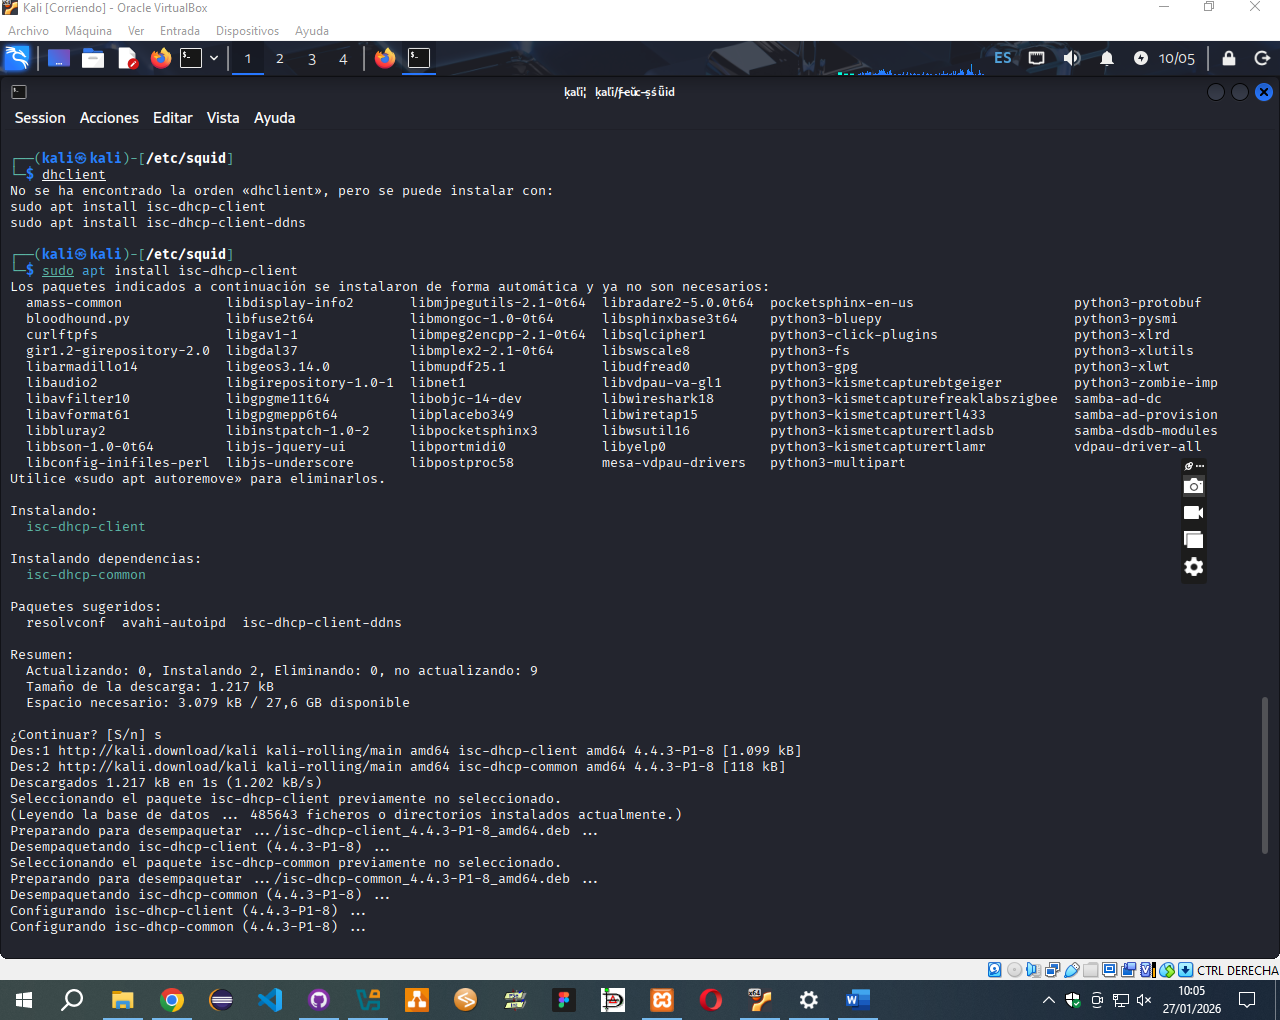 Kali [Corriendo] - Oracle VirtualBox
Archivo Máquina Ver Entrada Dispositivos Ayuda
1 2 3 4 ES 10/05
Session Acciones Editar Vista Ayuda
┌──(kali㉿kali)-[/etc/squid]
└─$ dhclient
No se ha encontrado la orden «dhclient», pero se puede instalar con:
sudo apt install isc-dhcp-client
sudo apt install isc-dhcp-client-ddns
┌──(kali㉿kali)-[/etc/squid]
└─$ sudo apt install isc-dhcp-client
Los paquetes indicados a continuación se instalaron de forma automática y ya no son necesarios:
amass-common libdisplay-info2 libmjpegutils-2.1-0t64 libradare2-5.0.0t64 pocketsphinx-en-us python3-protobuf
bloodhound.py libfuse2t64 libmongoc-1.0-0t64 libsphinxbase3t64 python3-bluepy python3-pysmi
curlftpfs libgav1-1 libmpeg2encpp-2.1-0t64 libsqlcipher1 python3-click-plugins python3-xlrd
gir1.2-girepository-2.0 libgdal37 libmplex2-2.1-0t64 libswscale8 python3-fs python3-xlutils
libarmadillo14 libgeos3.14.0 libmupdf25.1 libudfread0 python3-gpg python3-xlwt
libaudio2 libgirepository-1.0-1 libnet1 libvdpau-va-gl1 python3-kismetcapturebtgeiger python3-zombie-imp
libavfilter10 libgpgme11t64 libobjc-14-dev libwireshark18 python3-kismetcapturefreaklabszigbee samba-ad-dc
libavformat61 libgpgmepp6t64 libplacebo349 libwiretap15 python3-kismetcapturertl433 samba-ad-provision
libbluray2 libinstpatch-1.0-2 libpocketsphinx3 libwsutil16 python3-kismetcapturertladsb samba-dsdb-modules
libbson-1.0-0t64 libjs-jquery-ui libportmidi0 libyelp0 python3-kismetcapturertlamr vdpau-driver-all
libconfig-inifiles-perl libjs-underscore libpostproc58 mesa-vdpau-drivers python3-multipart
Utilice «sudo apt autoremove» para eliminarlos.
Instalando:
isc-dhcp-client
Instalando dependencias:
isc-dhcp-common
Paquetes sugeridos:
resolvconf avahi-autoipd isc-dhcp-client-ddns
Resumen:
Actualizando: 0, Instalando 2, Eliminando: 0, no actualizando: 9
Tamaño de la descarga: 1.217 kB
Espacio necesario: 3.079 kB / 27,6 GB disponible
¿Continuar? [S/n] s
Des:1 http://kali.download/kali kali-rolling/main amd64 isc-dhcp-client amd64 4.4.3-P1-8 [1.099 kB]
Des:2 http://kali.download/kali kali-rolling/main amd64 isc-dhcp-common amd64 4.4.3-P1-8 [118 kB]
Descargados 1.217 kB en 1s (1.202 kB/s)
Seleccionando el paquete isc-dhcp-client previamente no seleccionado.
(Leyendo la base de datos ... 485643 ficheros o directorios instalados actualmente.)
Preparando para desempaquetar .../isc-dhcp-client_4.4.3-P1-8_amd64.deb ...
Desempaquetando isc-dhcp-client (4.4.3-P1-8) ...
Seleccionando el paquete isc-dhcp-common previamente no seleccionado.
Preparando para desempaquetar .../isc-dhcp-common_4.4.3-P1-8_amd64.deb ...
Desempaquetando isc-dhcp-common (4.4.3-P1-8) ...
Configurando isc-dhcp-client (4.4.3-P1-8) ...
Configurando isc-dhcp-common (4.4.3-P1-8) ...
CTRL DERECHA
10:05
27/01/2026